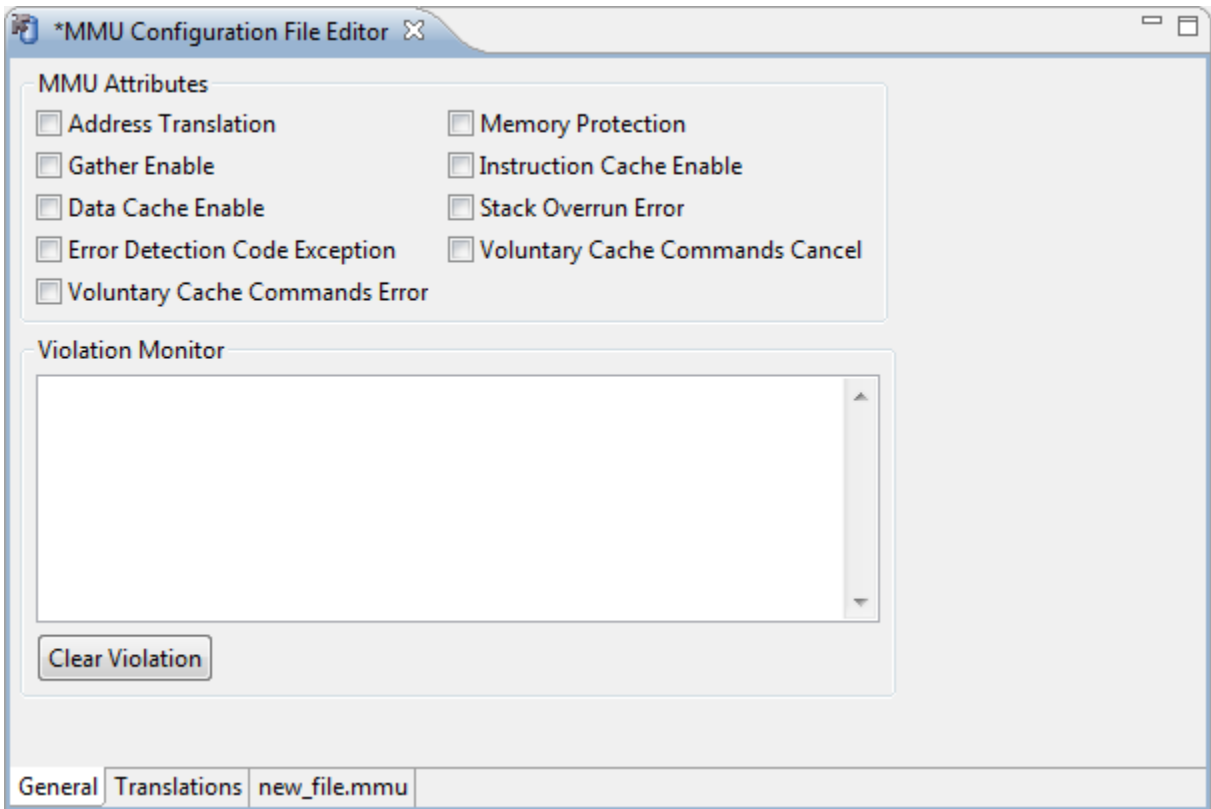 *MMU Configuration File Editor
MMU Attributes
Address Translation
Memory Protection
Gather Enable
Instruction Cache Enable
Data Cache Enable
Stack Overrun Error
Error Detection Code Exception
Voluntary Cache Commands Cancel
Voluntary Cache Commands Error
Violation Monitor
Clear Violation
General
Translations
new_file.mmu